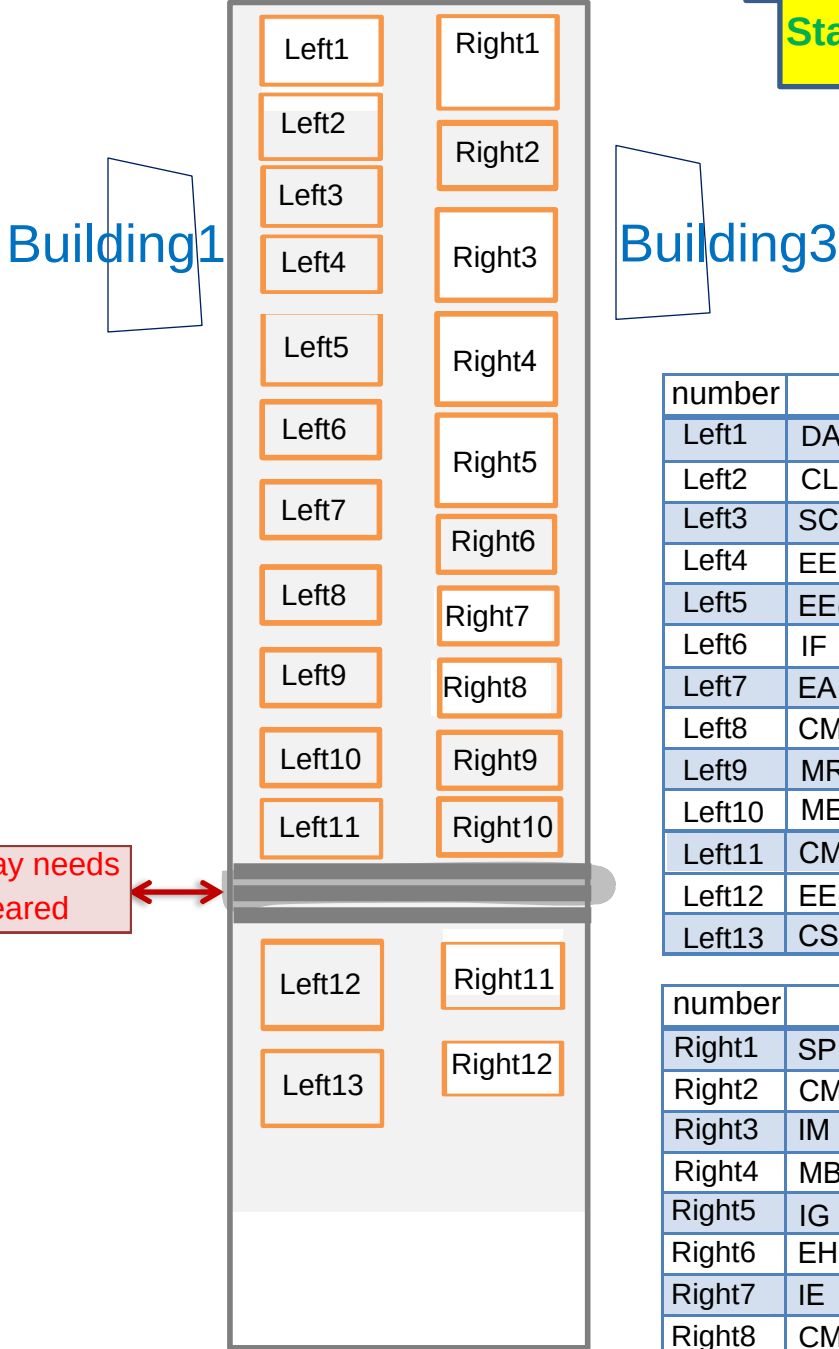 Left1
Right1
Left2
Right2
Left3
Left4
Right3
Building1
Building3
Left5
Right4
Left6
Right5
Left7
Right6
Left8
Right7
Left9
Right8
Left10
Right9
Left11
Right10
needs
Left12
Right11
Left13
Right12
number
Left1 DA
Left2 CL
Left3 SC
Left4 EE
Left5 EE
Left6 IF
Left7 EA
Left8 CM
Left9 MR
Left10 ME
Left11 CM
Left12 EE
Left13 CS
number
Right1 SP
Right2 CM
Right3 IM
Right4 MB
Right5 IG
Right6 EH
Right7 IE
Right8 CM